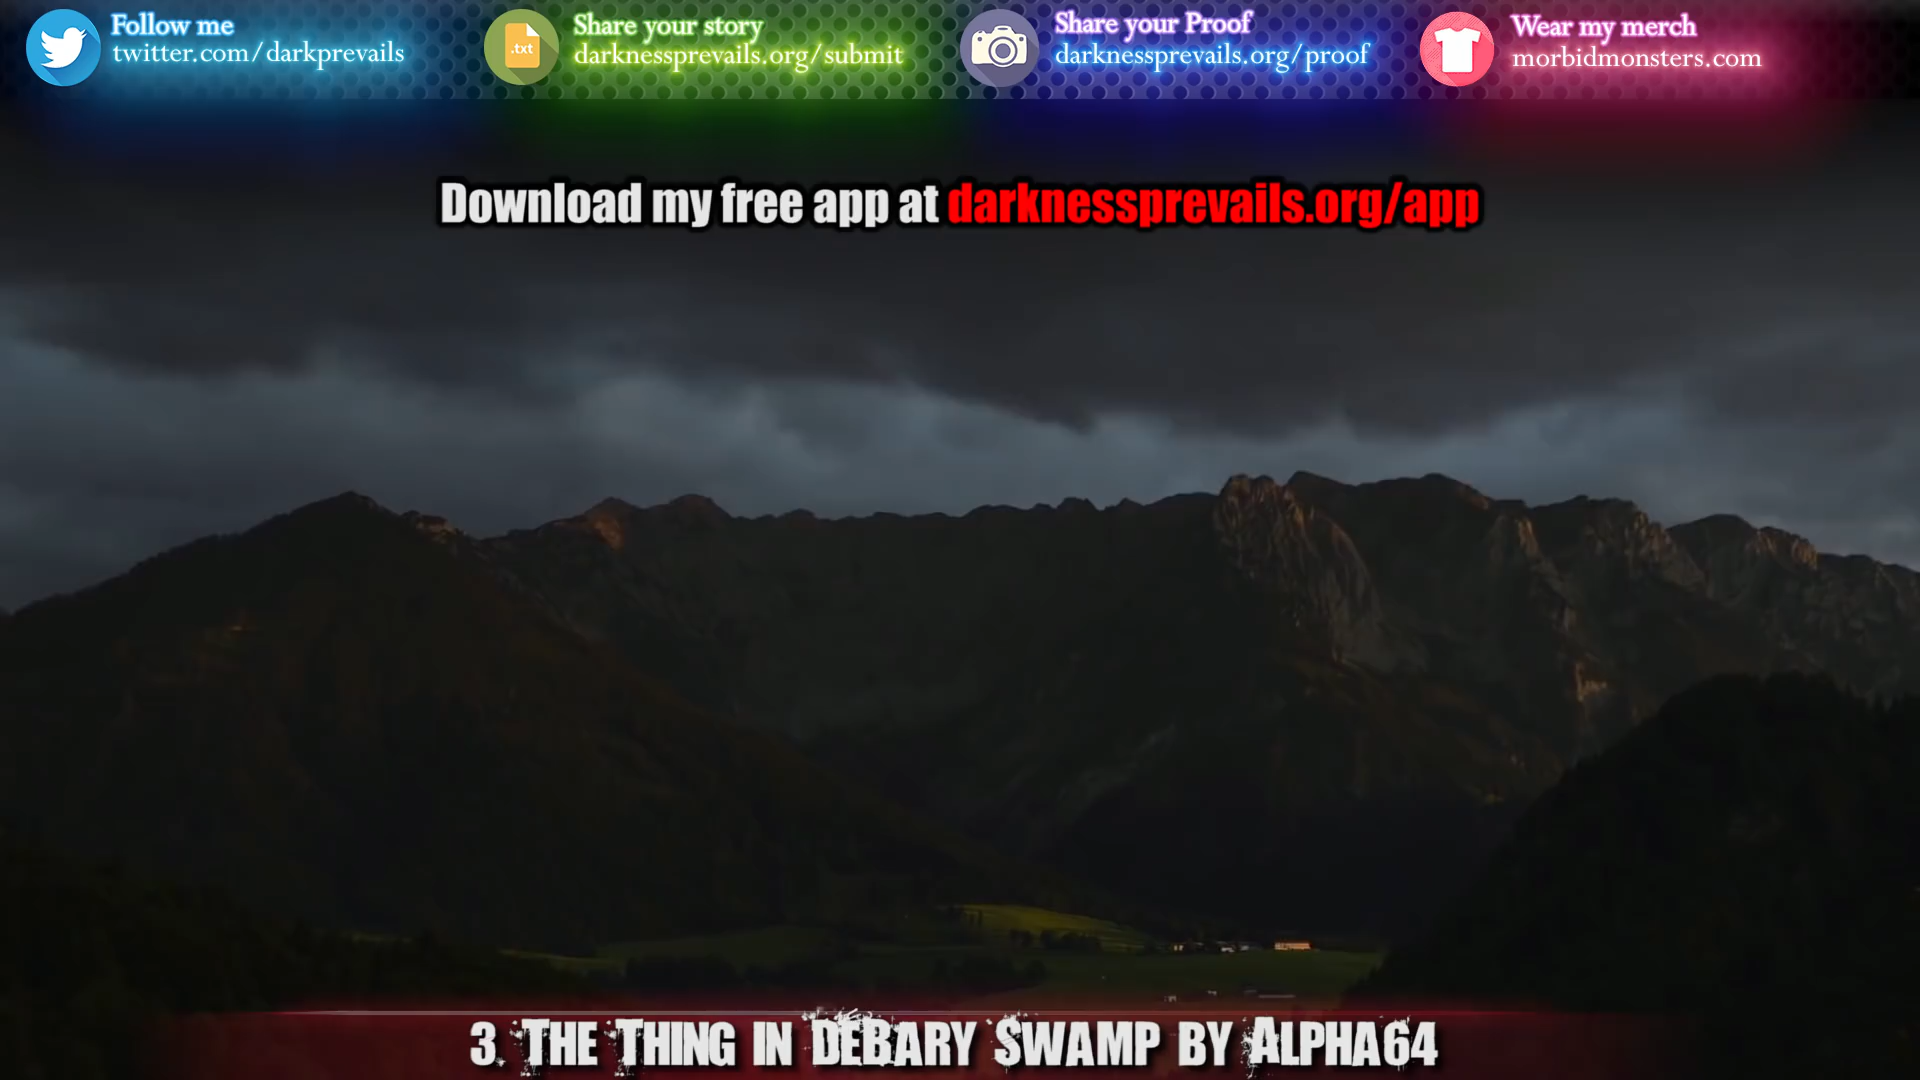 Follow me
twitter.com/darkprevails
.txt
Share your story
darknessprevails.org/submit
Share your Proof
darknessprevails.org/proof
Wear my merch
morbidmonsters.com
Download my free app at darknessprevails.org/app
3. The Thing in DeBary Swamp by Alpha64